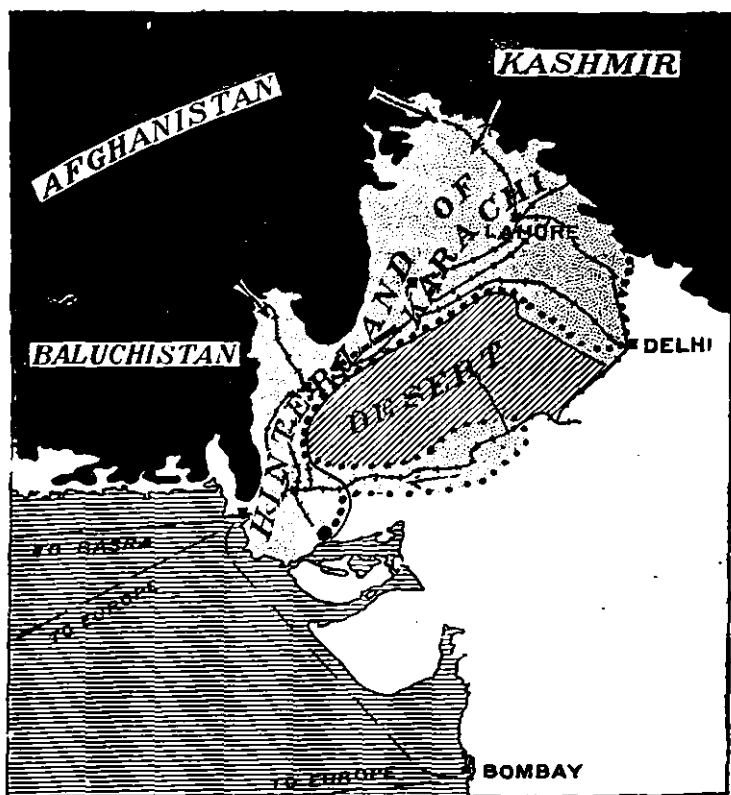 KASHMIR
AFGHANISTAN
HINTERLAND OF KARACHI
LAHORE
BALUCHISTAN
DELHI
DESERT
TO BASRA
TO EUROPE
TO EUROPE
BOMBAY